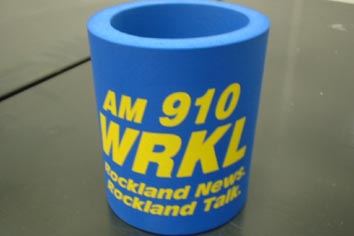 AM 910
WRKL
Rockland News.
Rockland Talk.